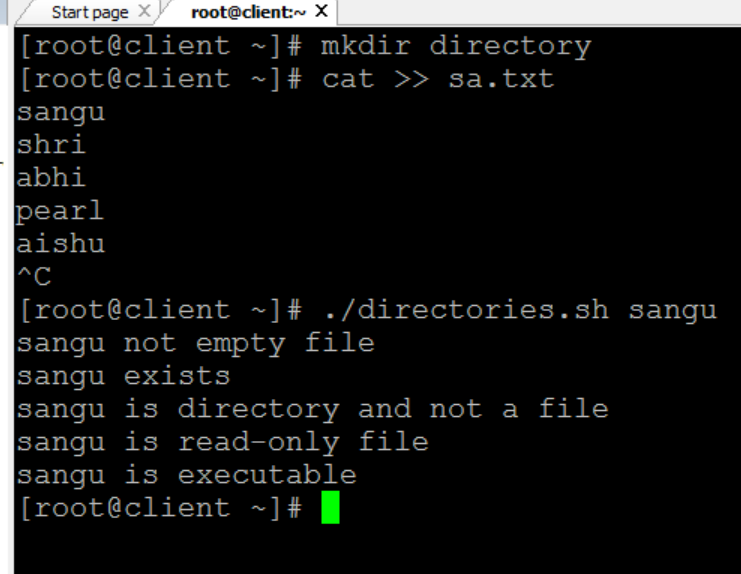 Start page X root@client:~ X
[root@client ~]# mkdir directory
[root@client ~]# cat >> sa.txt
sangu
shri
abhi
pearl
aishu
^C
[root@client ~]# ./directories.sh sangu
sangu not empty file
sangu exists
sangu is directory and not a file
sangu is read-only file
sangu is executable
[root@client ~]#